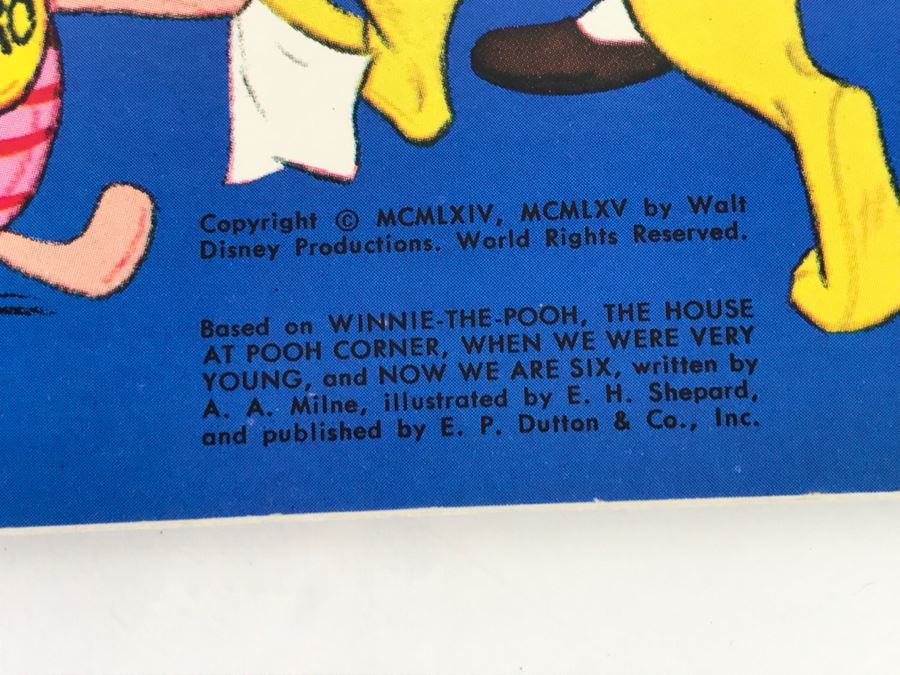 Copyright © MCMLXIV, MCMLXV by Walt
Disney Productions. World Rights Reserved.
Based on WINNIE-THE-POOH, THE HOUSE
AT POOH CORNER, WHEN WE WERE VERY
YOUNG, and NOW WE ARE SIX, written by
A. A. Milne, illustrated by E. H. Shepard,
and published by E. P. Dutton & Co., Inc.